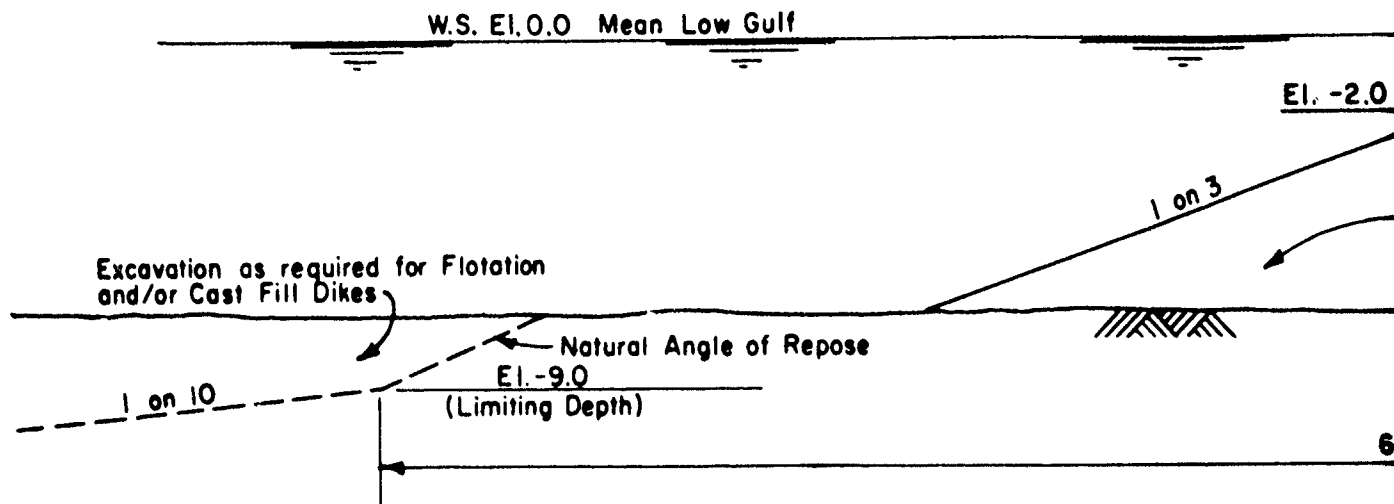 W.S. El. 0.0 Mean Low Gulf
El. -2.0
1 on 3
Excavation as required for Flotation
and/or Cast Fill Dikes
Natural Angle of Repose
El. -9.0
(Limiting Depth)
1 on 10
6